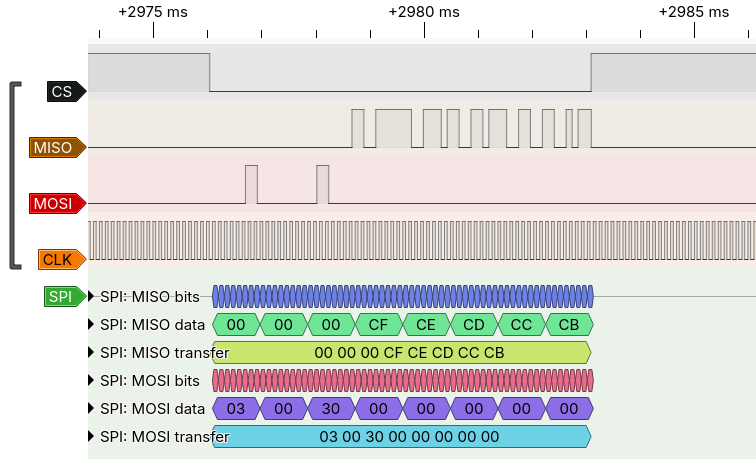 +2975 ms +2980 ms +2985 ms
CS
MISO
MOSI
CLK
SPI SPI: MISO bits
SPI: MISO data 00 00 00 CF CE CD CC CB
SPI: MISO transfer 00 00 00 CF CE CD CC CB
SPI: MOSI bits
SPI: MOSI data 03 00 30 00 00 00 00 00
SPI: MOSI transfer 03 00 30 00 00 00 00 00